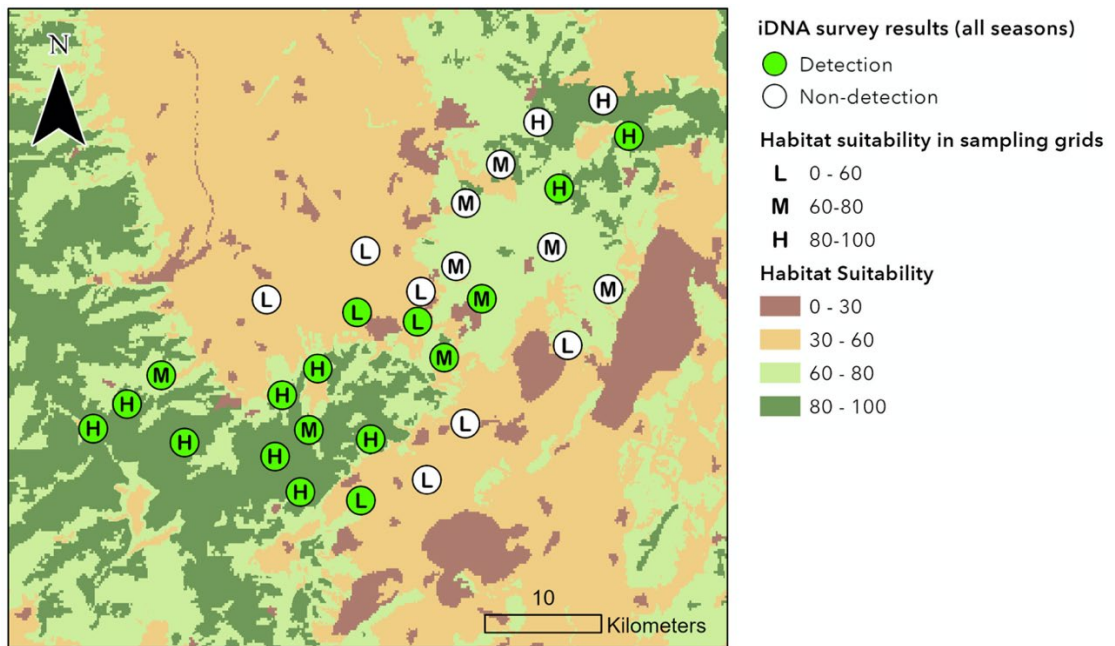 N
H
H
H
M
H
M
L
M
M
L
L
M
M
L
L
L
M
H
M
H
H
L
H
M
H
H
H
L
H
L
10
Kilometers
iDNA survey results (all seasons)
Detection
Non-detection
Habitat suitability in sampling grids
L 0 - 60
M 60-80
H 80-100
Habitat Suitability
0 - 30
30 - 60
60 - 80
80 - 100